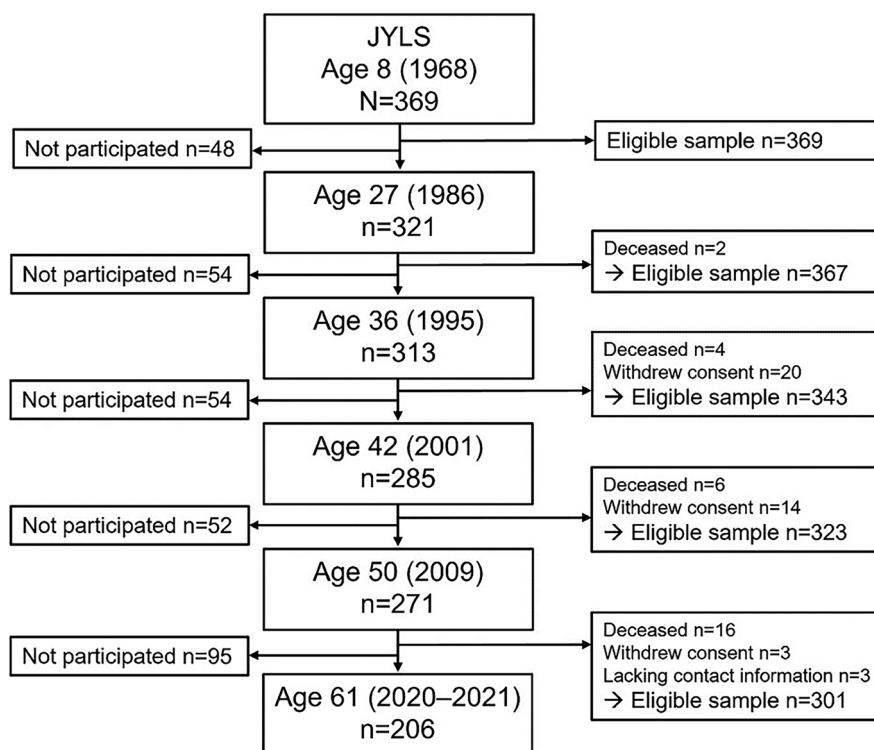 JYLS
Age 8 (1968)
N=369
Not participated n=48
Eligible sample n=369
Age 27 (1986)
n=321
Not participated n=54
Deceased n=2
→ Eligible sample n=367
Age 36 (1995)
n=313
Not participated n=54
Deceased n=4
Withdrew consent n=20
→ Eligible sample n=343
Age 42 (2001)
n=285
Not participated n=52
Deceased n=6
Withdrew consent n=14
→ Eligible sample n=323
Age 50 (2009)
n=271
Not participated n=95
Deceased n=16
Withdrew consent n=3
Lacking contact information n=3
→ Eligible sample n=301
Age 61 (2020–2021)
n=206